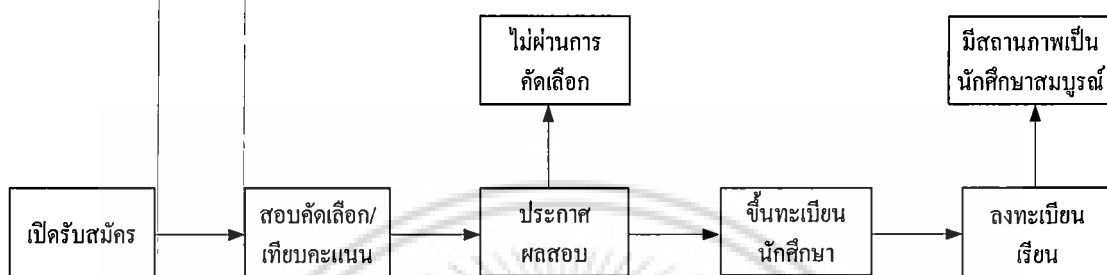 ไม่ผ่านการ
คัดเลือก
มีสถานภาพเป็น
นักศึกษาสมบูรณ์
เปิดรับสมัคร
สอบคัดเลือก/
เทียบคะแนน
ประกาศ
ผลสอบ
ขึ้นทะเบียน
นักศึกษา
ลงทะเบียน
เรียน